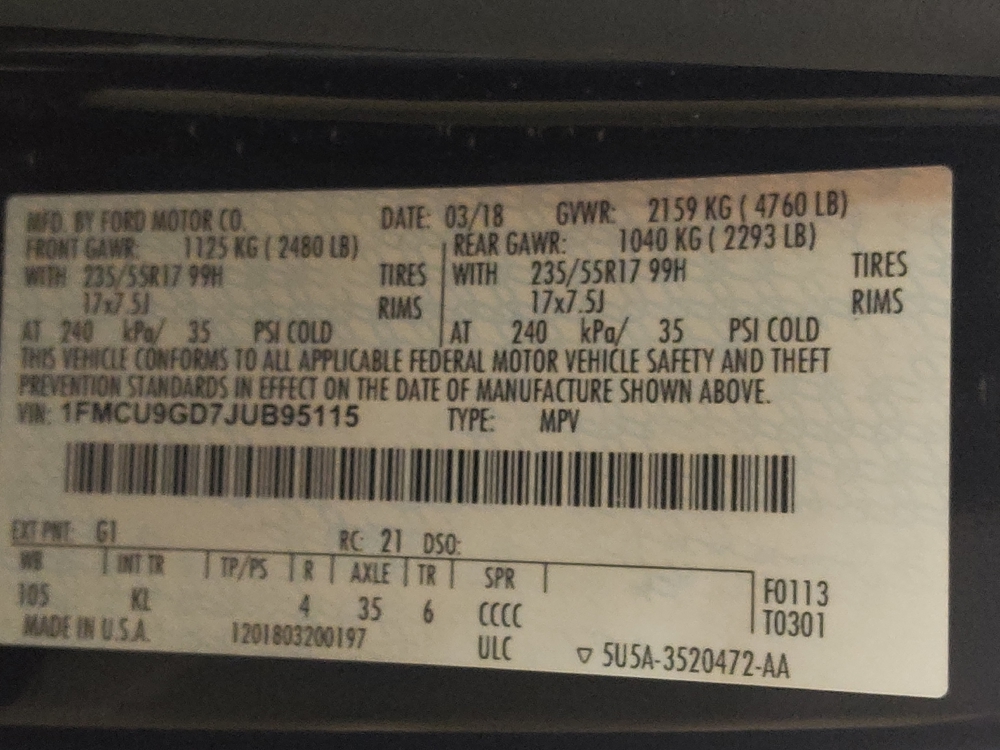 MFD. BY FORD MOTOR CO. DATE: 03/18 GVWR: 2159 KG ( 4760 LB)
FRONT GAWR: 1125 KG ( 2480 LB) REAR GAWR: 1040 KG ( 2293 LB)
WITH 235/55R17 99H TIRES WITH 235/55R17 99H TIRES
17x7.5J RIMS 17x7.5J RIMS
AT 240 kPa/ 35 PSI COLD AT 240 kPa/ 35 PSI COLD
THIS VEHICLE CONFORMS TO ALL APPLICABLE FEDERAL MOTOR VEHICLE SAFETY AND THEFT
PREVENTION STANDARDS IN EFFECT ON THE DATE OF MANUFACTURE SHOWN ABOVE.
VIN: 1FMCU9GD7JUB95115 TYPE: MPV
EXT PNT: G1 RC: 21 DSO:
WB INT TR TP/PS R AXLE TR SPR
105 KL 4 35 6 CCCC F0113
T0301
MADE IN U.S.A. 1201803200197 ULC ▽ 5U5A-3520472-AA